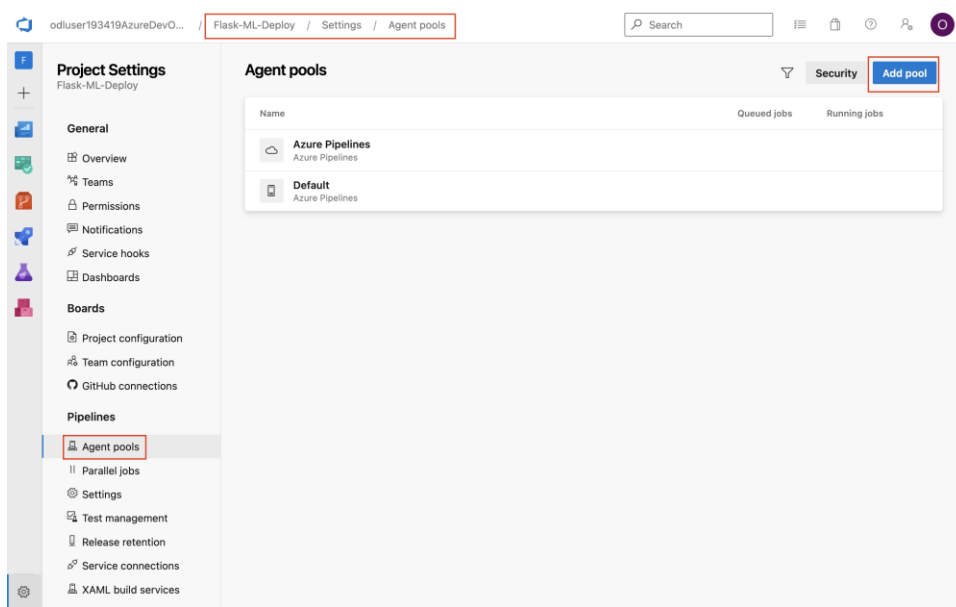 odluser193419AzureDevO... / Flask-ML-Deploy / Settings / Agent pools
Search
O
F
Project Settings
Flask-ML-Deploy
General
Overview
Teams
Permissions
Notifications
Service hooks
Dashboards
Boards
Project configuration
Team configuration
GitHub connections
Pipelines
Agent pools
Parallel jobs
Settings
Test management
Release retention
Service connections
XAML build services
Agent pools
Security
Add pool
Name Queued jobs Running jobs
Azure Pipelines
Azure Pipelines
Default
Azure Pipelines